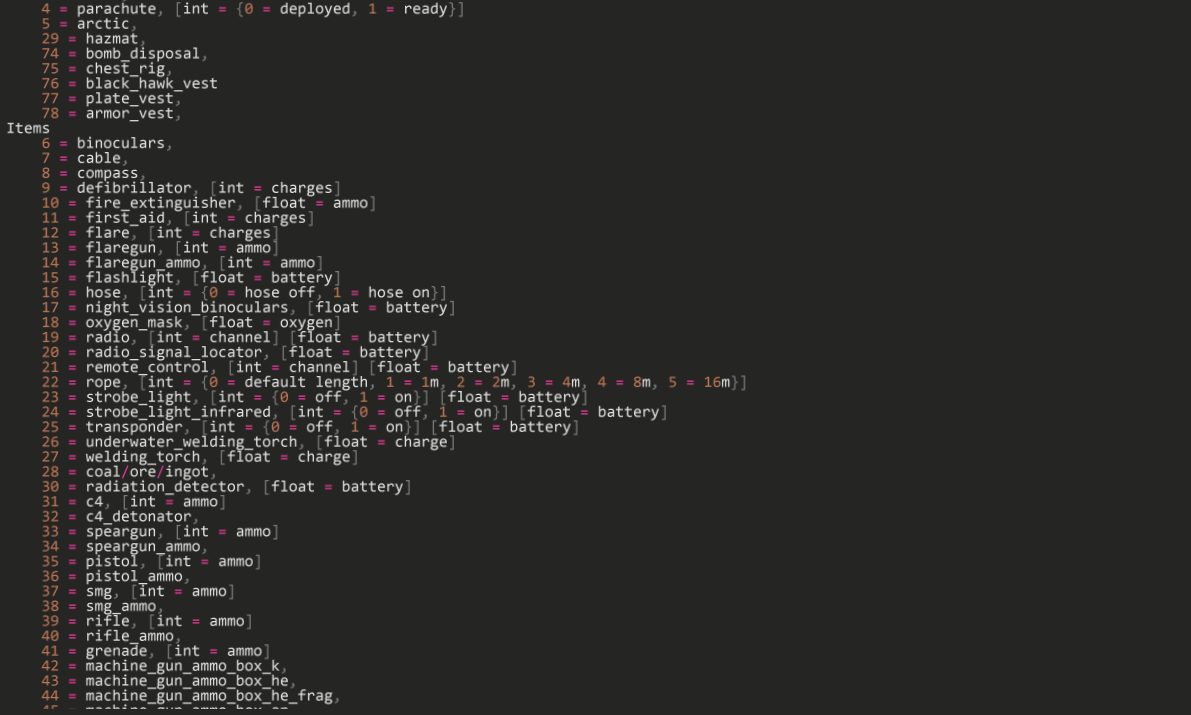 4 = parachute, [int = {0 = deployed, 1 = ready}]
5 = arctic,
29 = hazmat,
74 = bomb_disposal,
75 = chest_rig,
76 = black_hawk_vest
77 = plate_vest,
78 = armor_vest,
Items
6 = binoculars,
7 = cable,
8 = compass,
9 = defibrillator, [int = charges]
10 = fire_extinguisher, [float = ammo]
11 = first_aid, [int = charges]
12 = flare, [int = charges]
13 = flaregun, [int = ammo]
14 = flaregun_ammo, [int = ammo]
15 = flashlight, [float = battery]
16 = hose, [int = {0 = hose off, 1 = hose on}]
17 = night_vision_binoculars, [float = battery]
18 = oxygen_mask, [float = oxygen]
19 = radio, [int = channel] [float = battery]
20 = radio_signal_locator, [float = battery]
21 = remote_control, [int = channel] [float = battery]
22 = rope, [int = {0 = default length, 1 = 1m, 2 = 2m, 3 = 4m, 4 = 8m, 5 = 16m}]
23 = strobe_light, [int = {0 = off, 1 = on}] [float = battery]
24 = strobe_light_infrared, [int = {0 = off, 1 = on}] [float = battery]
25 = transponder, [int = {0 = off, 1 = on}] [float = battery]
26 = underwater_welding_torch, [float = charge]
27 = welding_torch, [float = charge]
28 = coal/ore/ingot,
30 = radiation_detector, [float = battery]
31 = c4, [int = ammo]
32 = c4_detonator,
33 = speargun, [int = ammo]
34 = speargun_ammo,
35 = pistol, [int = ammo]
36 = pistol_ammo,
37 = smg, [int = ammo]
38 = smg_ammo,
39 = rifle, [int = ammo]
40 = rifle_ammo,
41 = grenade, [int = ammo]
42 = machine_gun_ammo_box_k,
43 = machine_gun_ammo_box_he,
44 = machine_gun_ammo_box_he_frag,